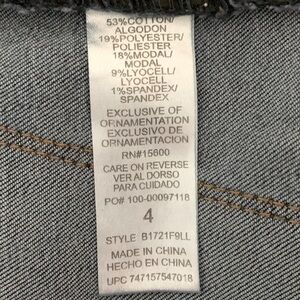 53%COTTON/
ALGODON
19%POLYESTER/
POLIESTER
18%MODAL/
MODAL
9%LYOCELL/
LYOCELL
1%SPANDEX/
SPANDEX
EXCLUSIVE OF
ORNAMENTATION
EXCLUSIVO DE
ORNAMENTACION
RN#15600
CARE ON REVERSE
VER AL DORSO
PARA CUIDADO
PO# 100-00097118
4
STYLE B1721F9LL
MADE IN CHINA
HECHO EN CHINA
UPC 747157547018